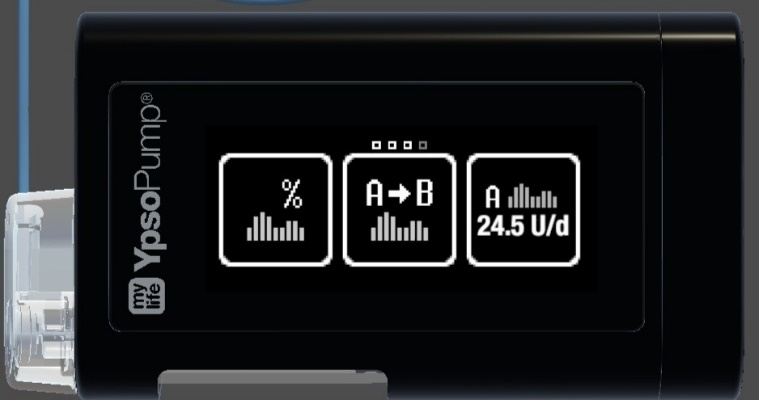 my
life
YpsoPump®
%
A→B
A
24.5 U/d